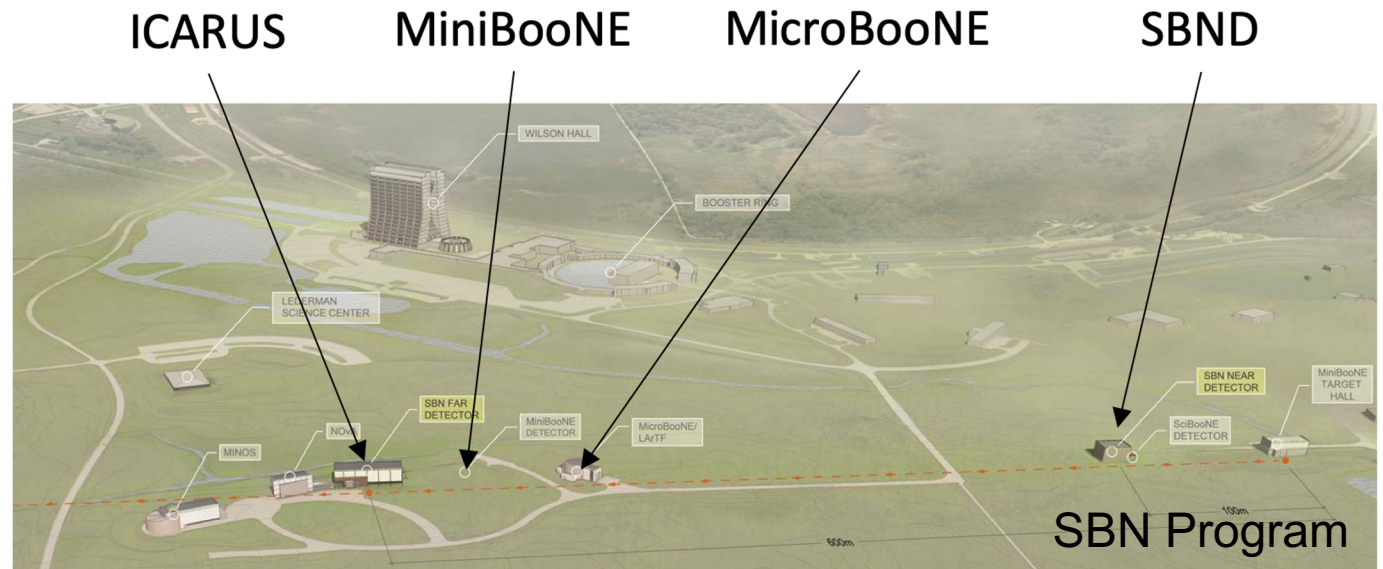 ICARUS MiniBooNE MicroBooNE SBND
WILSON HALL
BOOSTER RING
LEDERMAN
SCIENCE CENTER
SBN FAR
DETECTOR
NOvA
MINOS
MiniBooNE
DETECTOR
MicroBooNE/
LArTF
SBN NEAR
DETECTOR
SciBooNE
DETECTOR
MiniBooNE
TARGET
HALL
100m
600m
SBN Program